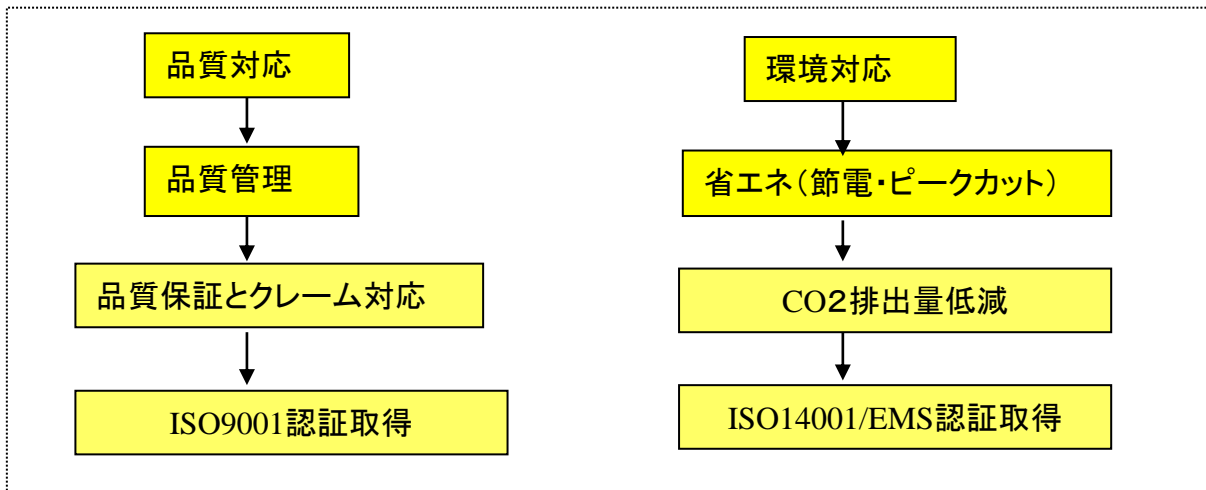 品質対応
品質管理
品質保証とクレーム対応
ISO9001認証取得
環境対応
省エネ（節電・ピークカット）
CO２排出量低減
ISO14001/EMS認証取得